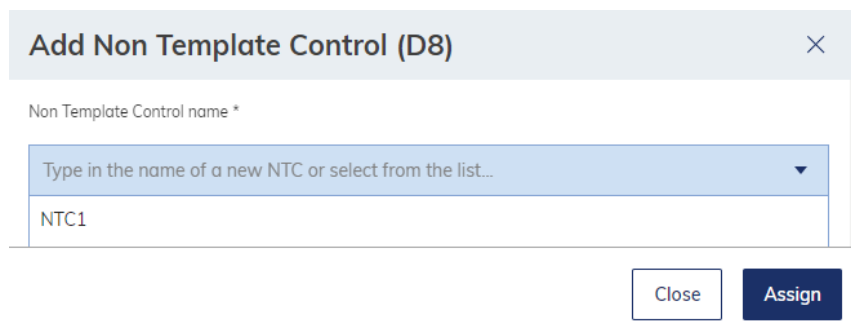 Add Non Template Control (D8)
Non Template Control name *
Type in the name of a new NTC or select from the list...
NTC1
Close
Assign